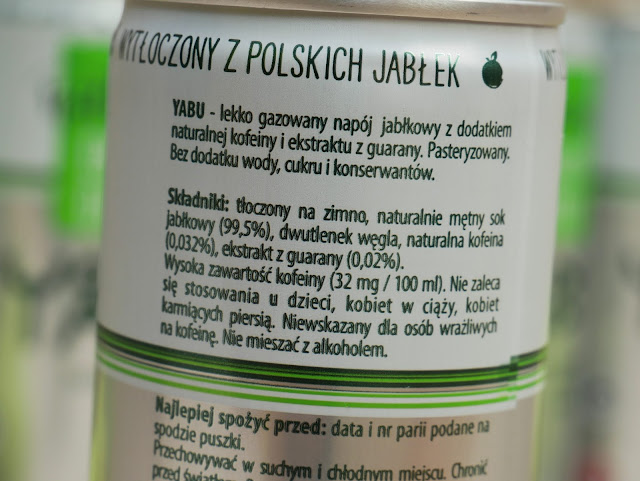 WYTŁOCZONY Z POLSKICH JABŁEK
YABU - lekko gazowany napój jabłkowy z dodatkiem
naturalnej kofeiny i ekstraktu z guarany. Pasteryzowany.
Bez dodatku wody, cukru i konserwantów.
Składniki: tłoczony na zimno, naturalnie mętny sok
jabłkowy (99,5%), dwutlenek węgla, naturalna kofeina
(0,032%), ekstrakt z guarany (0,02%).
Wysoka zawartość kofeiny (32 mg / 100 ml). Nie zaleca
się stosowania u dzieci, kobiet w ciąży, kobiet
karmiących piersią. Niewskazany dla osób wrażliwych
na kofeinę. Nie mieszać z alkoholem.
Najlepiej spożyć przed: data i nr parii podane na
spodzie puszki.
Przechowywać w suchym i chłodnym miejscu. Chronić
przed